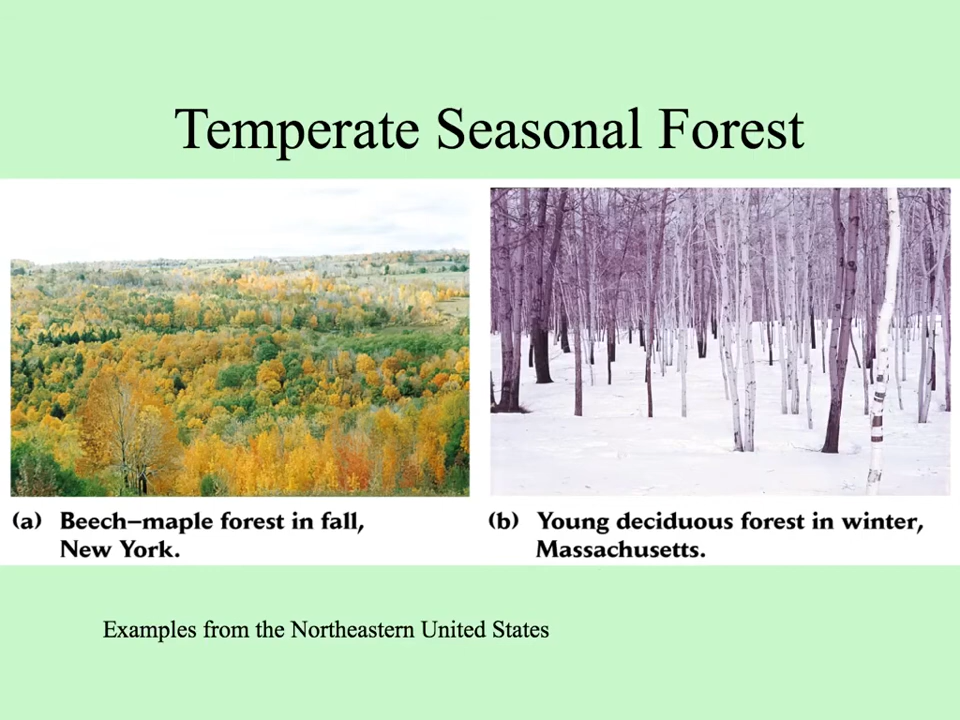 Temperate Seasonal Forest
(a) Beech–maple forest in fall,
New York.
(b) Young deciduous forest in winter,
Massachusetts.
Examples from the Northeastern United States